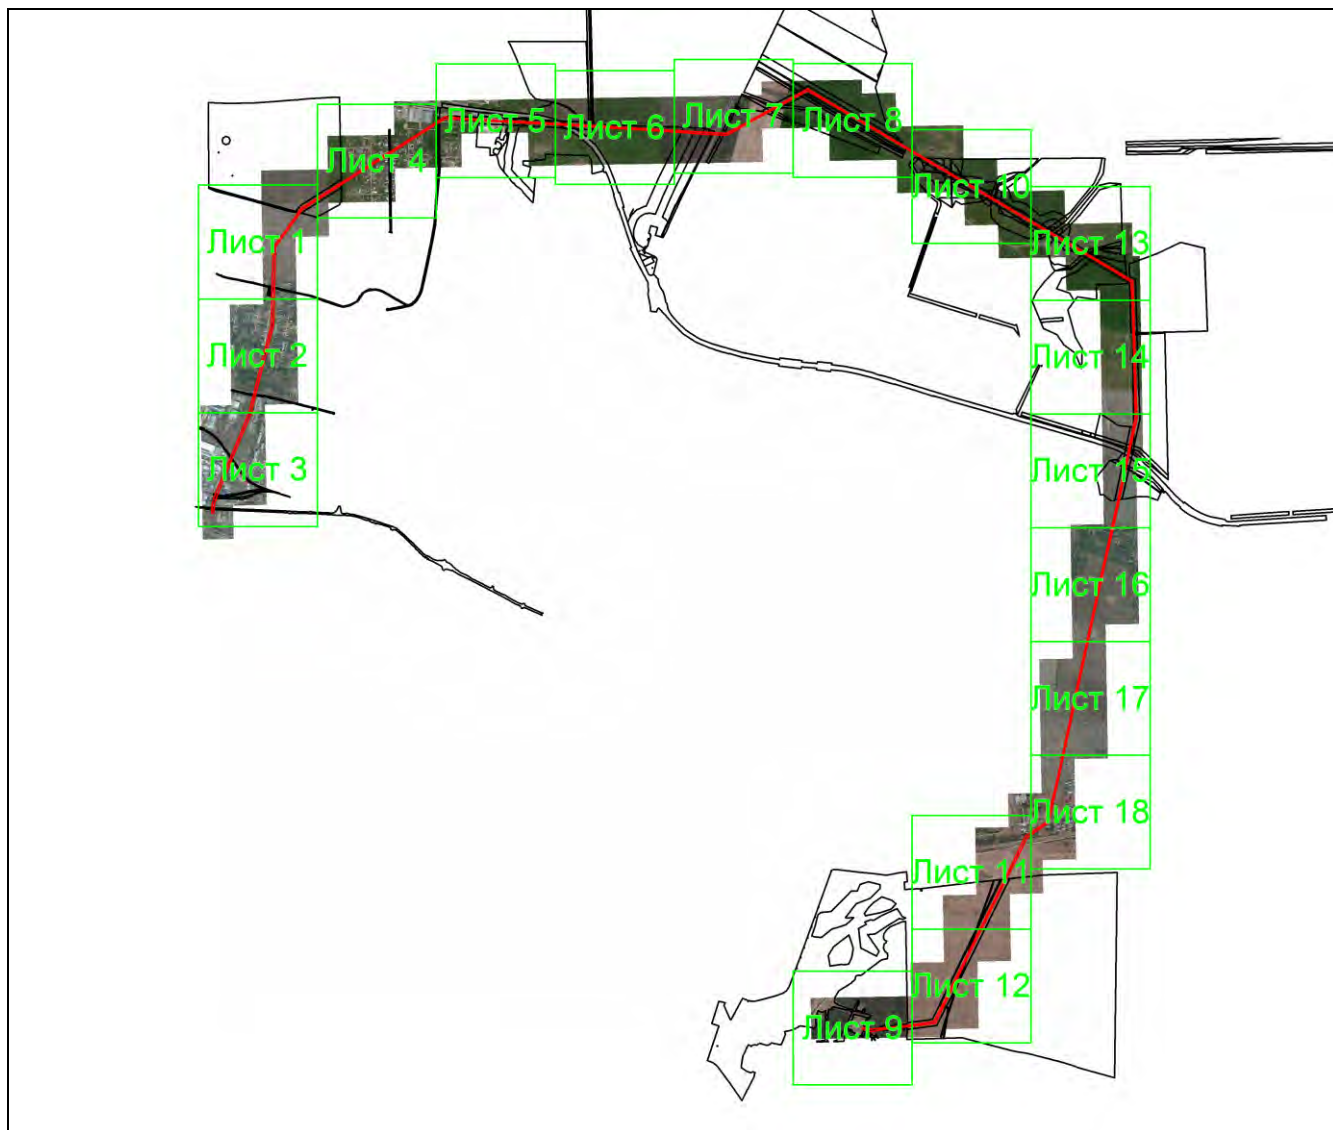 Лист 5
Лист 7
Лист 8
Лист 6
Лист 4
Лист 10
Лист 1
Лист 13
Лист 2
Лист 14
Лист 3
Лист 15
Лист 16
Лист 17
Лист 18
Лист 11
Лист 12
Лист 9